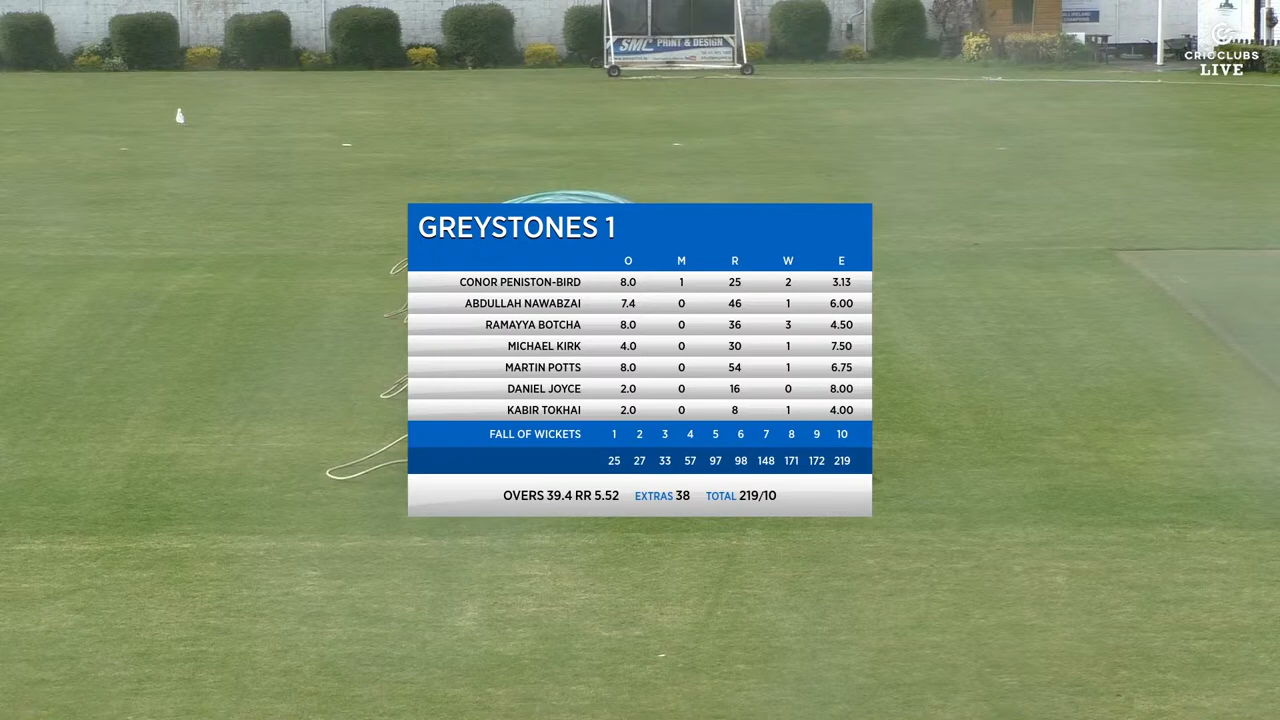 SMC PRINT & DESIGN
CRICCLUBS
LIVE
GREYSTONES 1
O M R W E
CONOR PENISTON-BIRD 8.0 1 25 2 3.13
ABDULLAH NAWABZAI 7.4 0 46 1 6.00
RAMAYYA BOTCHA 8.0 0 36 3 4.50
MICHAEL KIRK 4.0 0 30 1 7.50
MARTIN POTTS 8.0 0 54 1 6.75
DANIEL JOYCE 2.0 0 16 0 8.00
KABIR TOKHAI 2.0 0 8 1 4.00
FALL OF WICKETS 1 2 3 4 5 6 7 8 9 10
25 27 33 57 97 98 148 171 172 219
OVERS 39.4 RR 5.52 EXTRAS 38 TOTAL 219/10